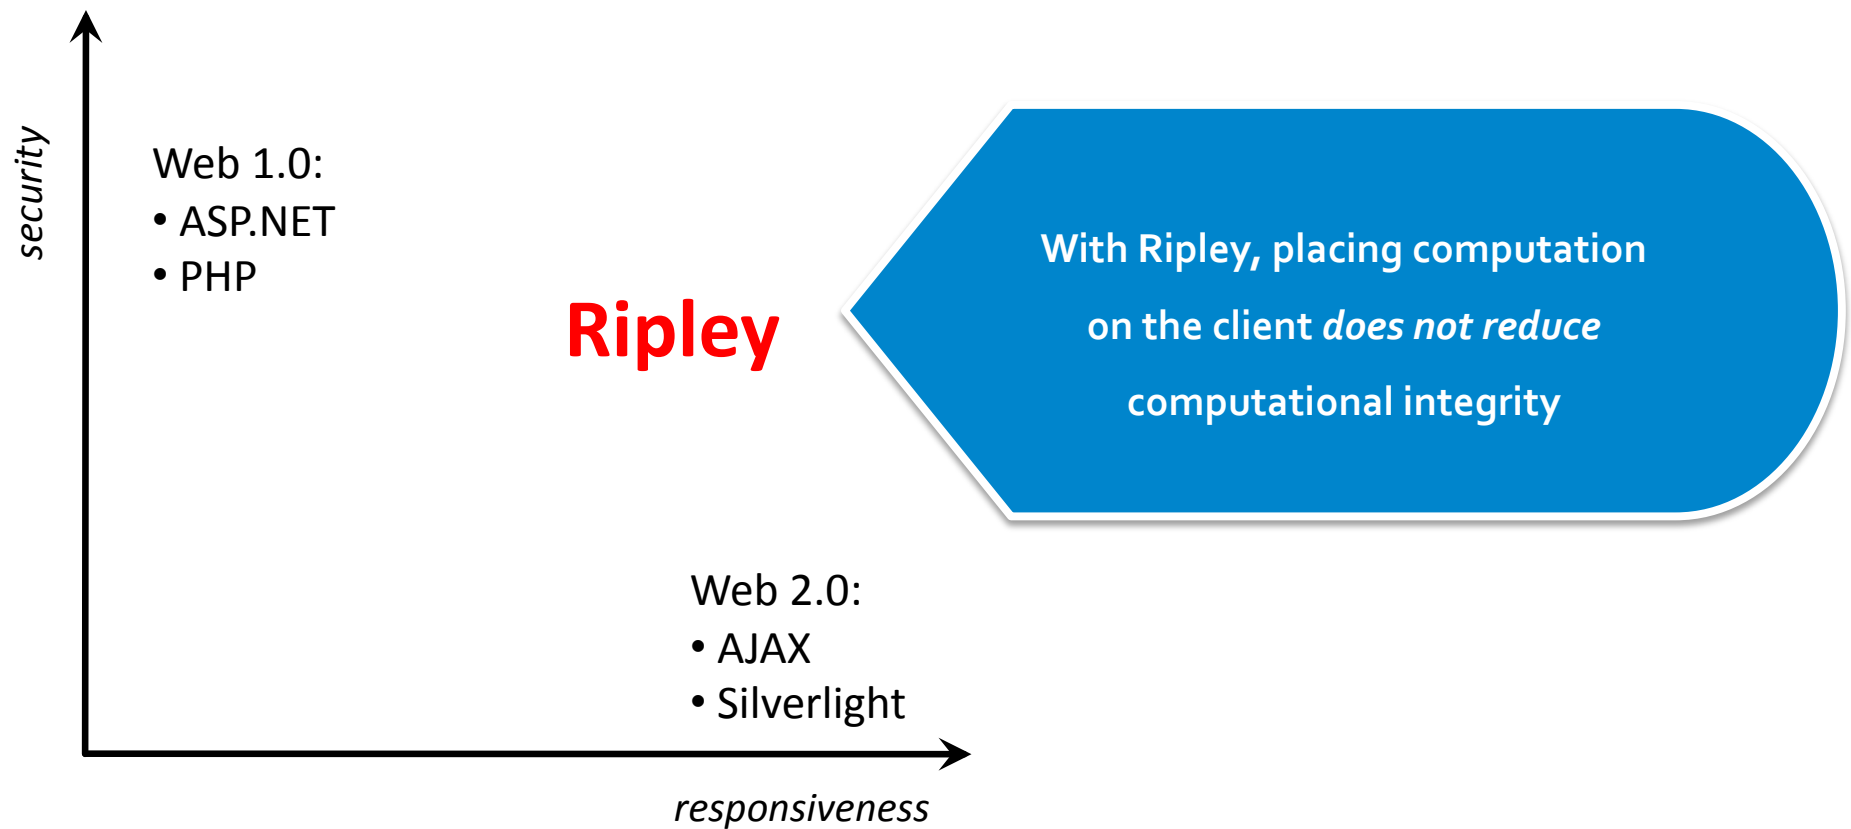 security
Web 1.0:
• ASP.NET
• PHP
Ripley
With Ripley, placing computation
on the client does not reduce
computational integrity
Web 2.0:
• AJAX
• Silverlight
responsiveness